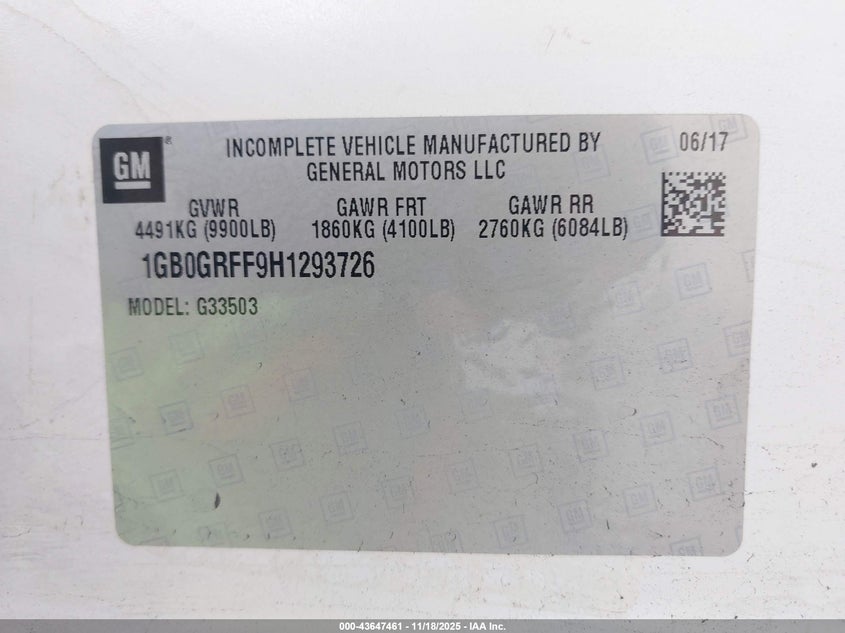 GM®
INCOMPLETE VEHICLE MANUFACTURED BY
GENERAL MOTORS LLC
06/17
GVWR
4491KG (9900LB)
GAWR FRT
1860KG (4100LB)
GAWR RR
2760KG (6084LB)
1GB0GRFF9H1293726
MODEL: G33503
000-43647461 - 11/18/2025 - IAA Inc.